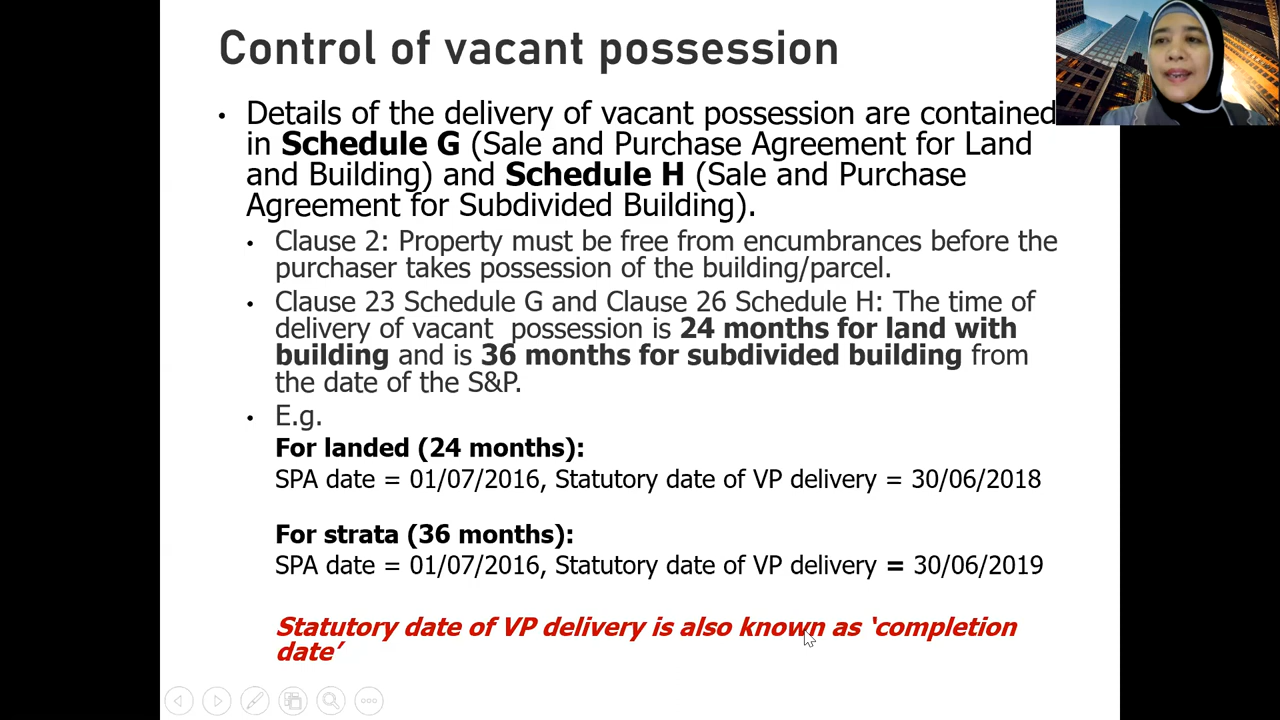 Control of vacant possession
• Details of the delivery of vacant possession are contained
in Schedule G (Sale and Purchase Agreement for Land
and Building) and Schedule H (Sale and Purchase
Agreement for Subdivided Building).
• Clause 2: Property must be free from encumbrances before the
purchaser takes possession of the building/parcel.
• Clause 23 Schedule G and Clause 26 Schedule H: The time of
delivery of vacant possession is 24 months for land with
building and is 36 months for subdivided building from
the date of the S&P.
• E.g.
For landed (24 months):
SPA date = 01/07/2016, Statutory date of VP delivery = 30/06/2018
For strata (36 months):
SPA date = 01/07/2016, Statutory date of VP delivery = 30/06/2019
Statutory date of VP delivery is also known as ‘completion
date’